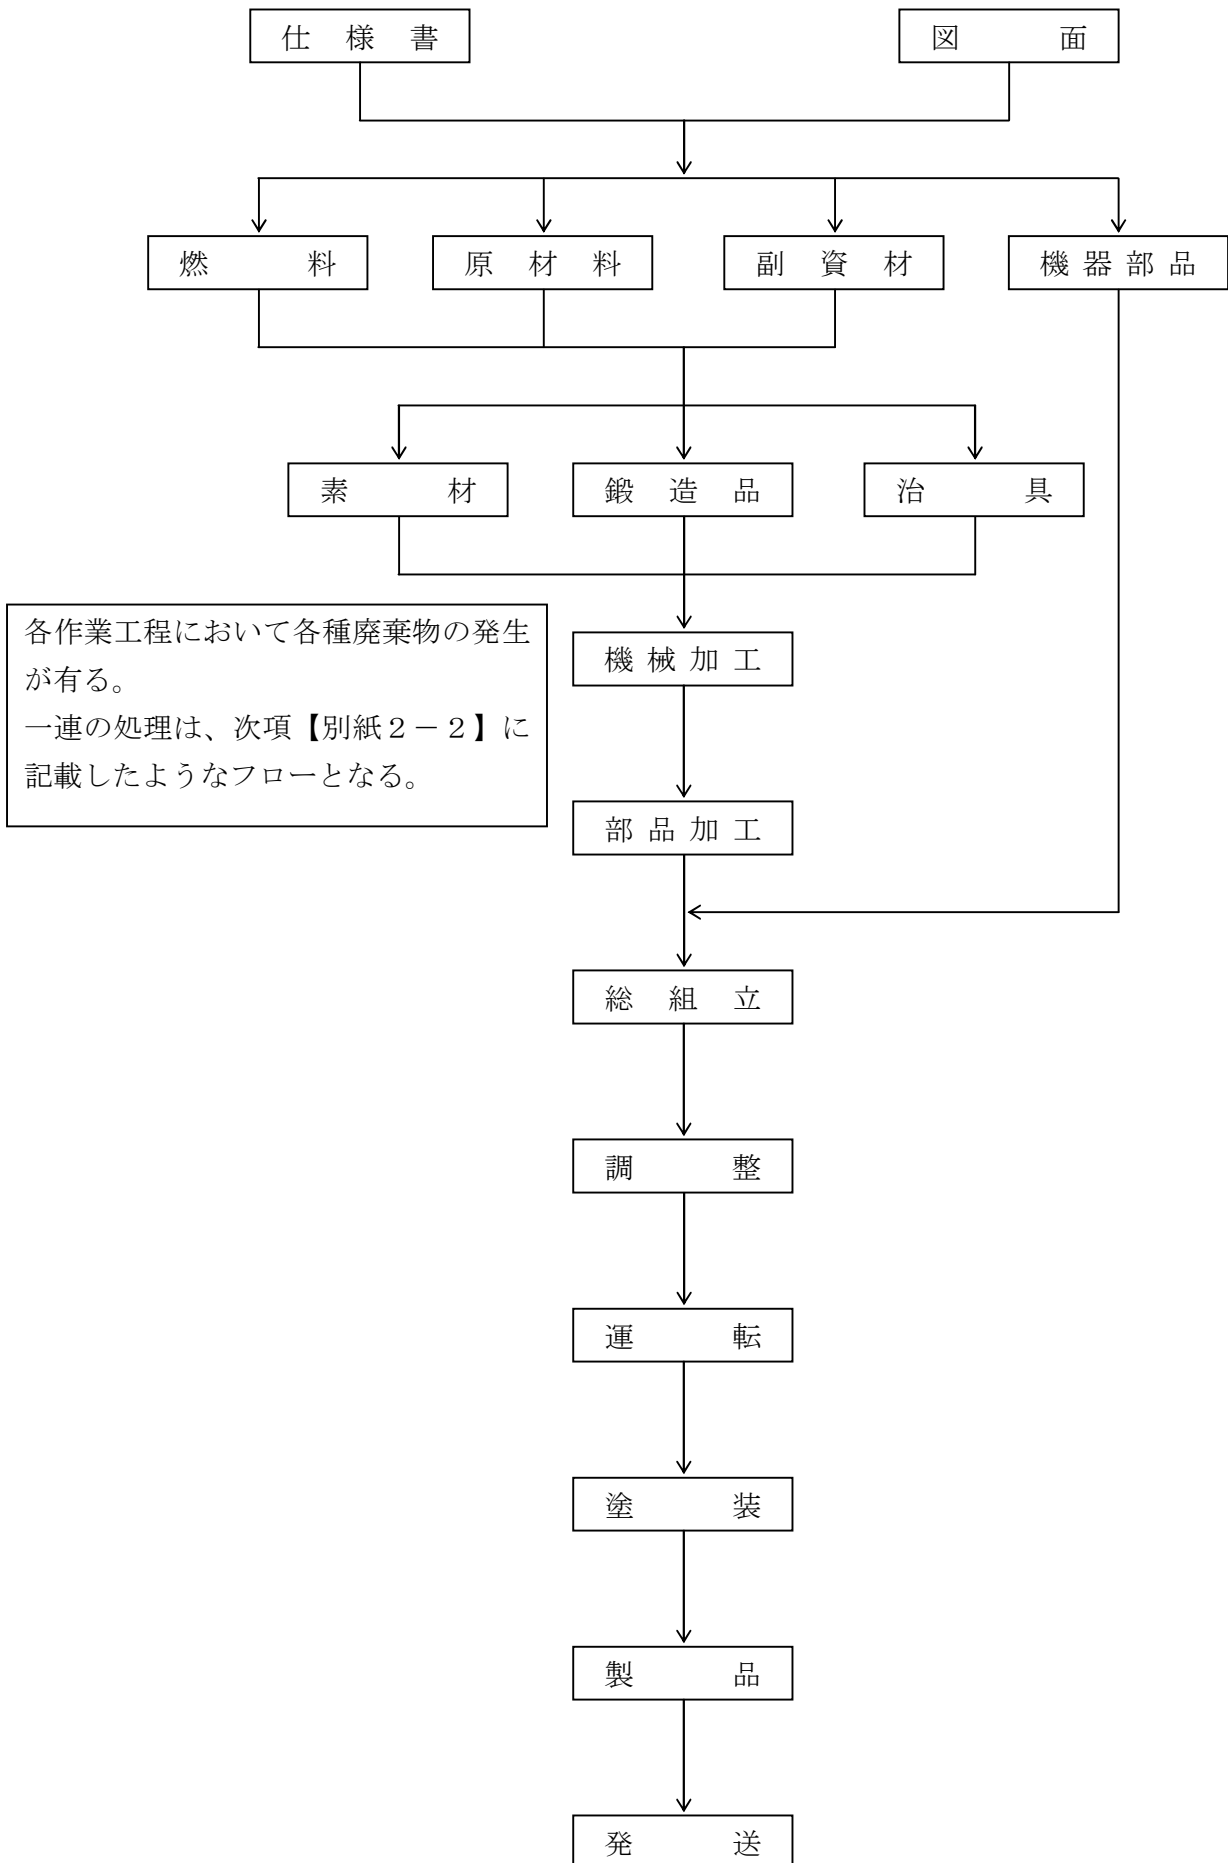 仕様書
図面
燃料
原材料
副資材
機器部品
素材
鍛造品
治具
各作業工程において各種廃棄物の発生
が有る。
一連の処理は、次項【別紙２－２】に
記載したようなフローとなる。
機械加工
部品加工
総組立
調整
運転
塗装
製品
発送